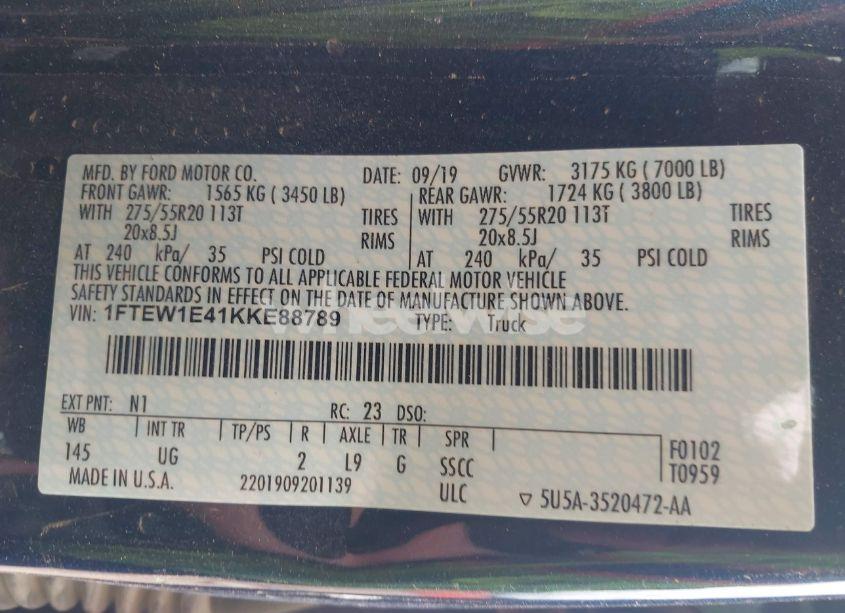 MFD. BY FORD MOTOR CO. DATE: 09/19 GVWR: 3175 KG ( 7000 LB)
FRONT GAWR: 1565 KG ( 3450 LB) REAR GAWR: 1724 KG ( 3800 LB)
WITH 275/55R20 113T TIRES WITH 275/55R20 113T TIRES
20x8.5J RIMS 20x8.5J RIMS
AT 240 kPa/ 35 PSI COLD AT 240 kPa/ 35 PSI COLD
THIS VEHICLE CONFORMS TO ALL APPLICABLE FEDERAL MOTOR VEHICLE
SAFETY STANDARDS IN EFFECT ON THE DATE OF MANUFACTURE SHOWN ABOVE.
VIN: 1FTEW1E41KKE88789 TYPE: Truck
wheelwise
EXT PNT: N1 RC: 23 DSO:
WB INT TR TP/PS R AXLE TR SPR F0102
145 UG 2 L9 G SSCC T0959
MADE IN U.S.A. 2201909201139 ULC ▽ 5U5A-3520472-AA